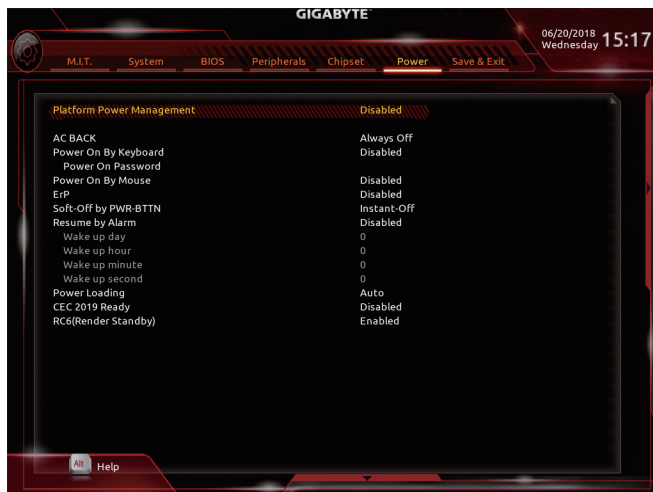 GIGABYTE™
06/20/2018 Wednesday 15:17
M.I.T. System BIOS Peripherals Chipset Power Save & Exit
Platform Power Management Disabled
AC BACK Always Off
Power On By Keyboard Disabled
Power On Password
Power On By Mouse Disabled
ErP Disabled
Soft-Off by PWR-BTTN Instant-Off
Resume by Alarm Disabled
Wake up day 0
Wake up hour 0
Wake up minute 0
Wake up second 0
Power Loading Auto
CEC 2019 Ready Disabled
RC6(Render Standby) Enabled
Alt Help